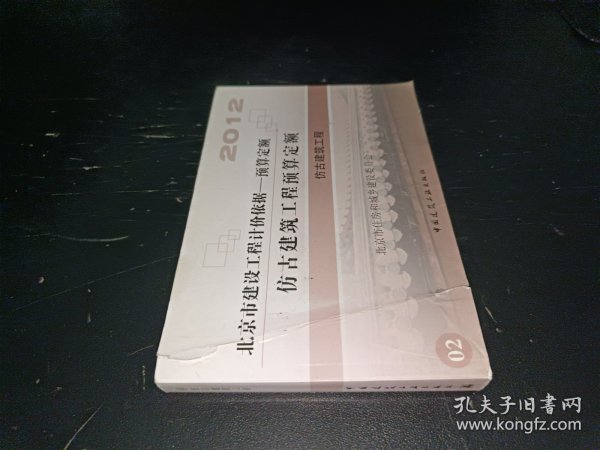 2012
北京市建设工程计价依据——预算定额
仿古建筑工程预算定额
仿古建筑工程
北京市住房和城乡建设委员会
中国建筑工业出版社
02
孔夫子旧书网
www.kongfz.com